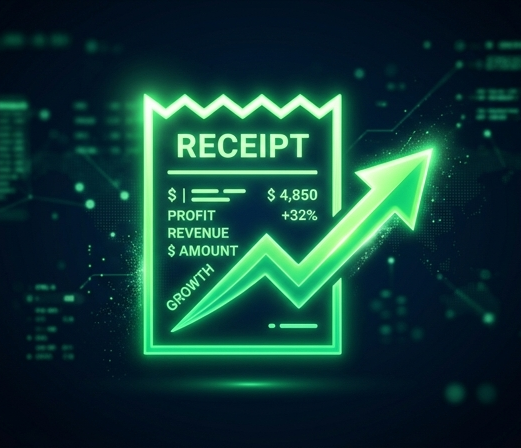 RECEIPT
$ | $ 4,850
PROFIT +32%
REVENUE
$ AMOUNT
GROWTH